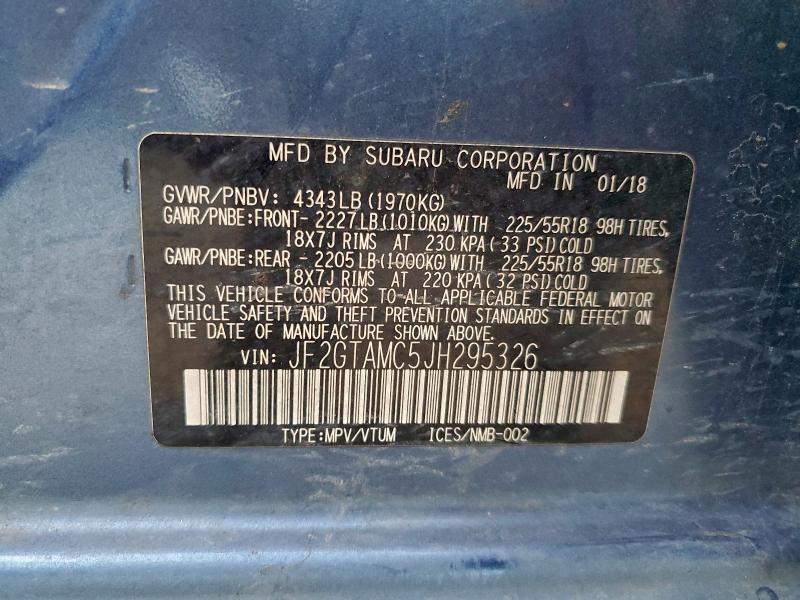 MFD BY SUBARU CORPORATION
MFD IN 01/18
GVWR/PNBV: 4343LB (1970KG)
GAWR/PNBE:FRONT- 2227LB(1010KG)WITH 225/55R18 98H TIRES,
18X7J RIMS AT 230 KPA( 33 PSI)COLD
GAWR/PNBE:REAR - 2205LB(1000KG)WITH 225/55R18 98H TIRES,
18X7J RIMS AT 220 KPA( 32 PSI)COLD
THIS VEHICLE CONFORMS TO ALL APPLICABLE FEDERAL MOTOR
VEHICLE SAFETY AND THEFT PREVENTION STANDARDS IN EFFECT ON
THE DATE OF MANUFACTURE SHOWN ABOVE.
VIN: JF2GTAMC5JH295326
TYPE:MPV/VTUM ICES/NMB-002